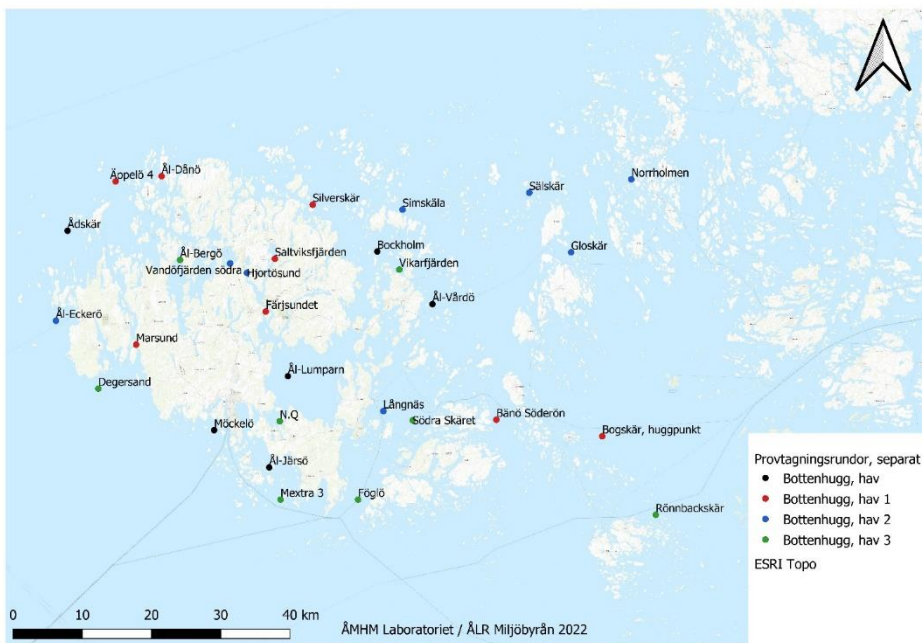 Äppelö 4
Ål-Dånö
Silverskär
Simskäla
Sälskär
Norrholmen
Ådskär
Bockholm
Gloskär
Ål-Bergö
Saltviksfjärden
Vikarfjärden
Vandöfjärden södra
Hjortösund
Ål-Vårdö
Färjsundet
Ål-Eckerö
Marsund
Degersand
Ål-Lumparn
Långnäs
Bänö Söderön
N.Q
Södra Skäret
Möckelö
Bogskär, huggpunkt
Ål-Järsö
Mextra 3
Föglö
Rönnbackskär
Provtagningsrundor, separat
Bottenhugg, hav
Bottenhugg, hav 1
Bottenhugg, hav 2
Bottenhugg, hav 3
ESRI Topo
0 10 20 30 40 km
ÅMHM Laboratoriet / ÅLR Miljöbyrån 2022